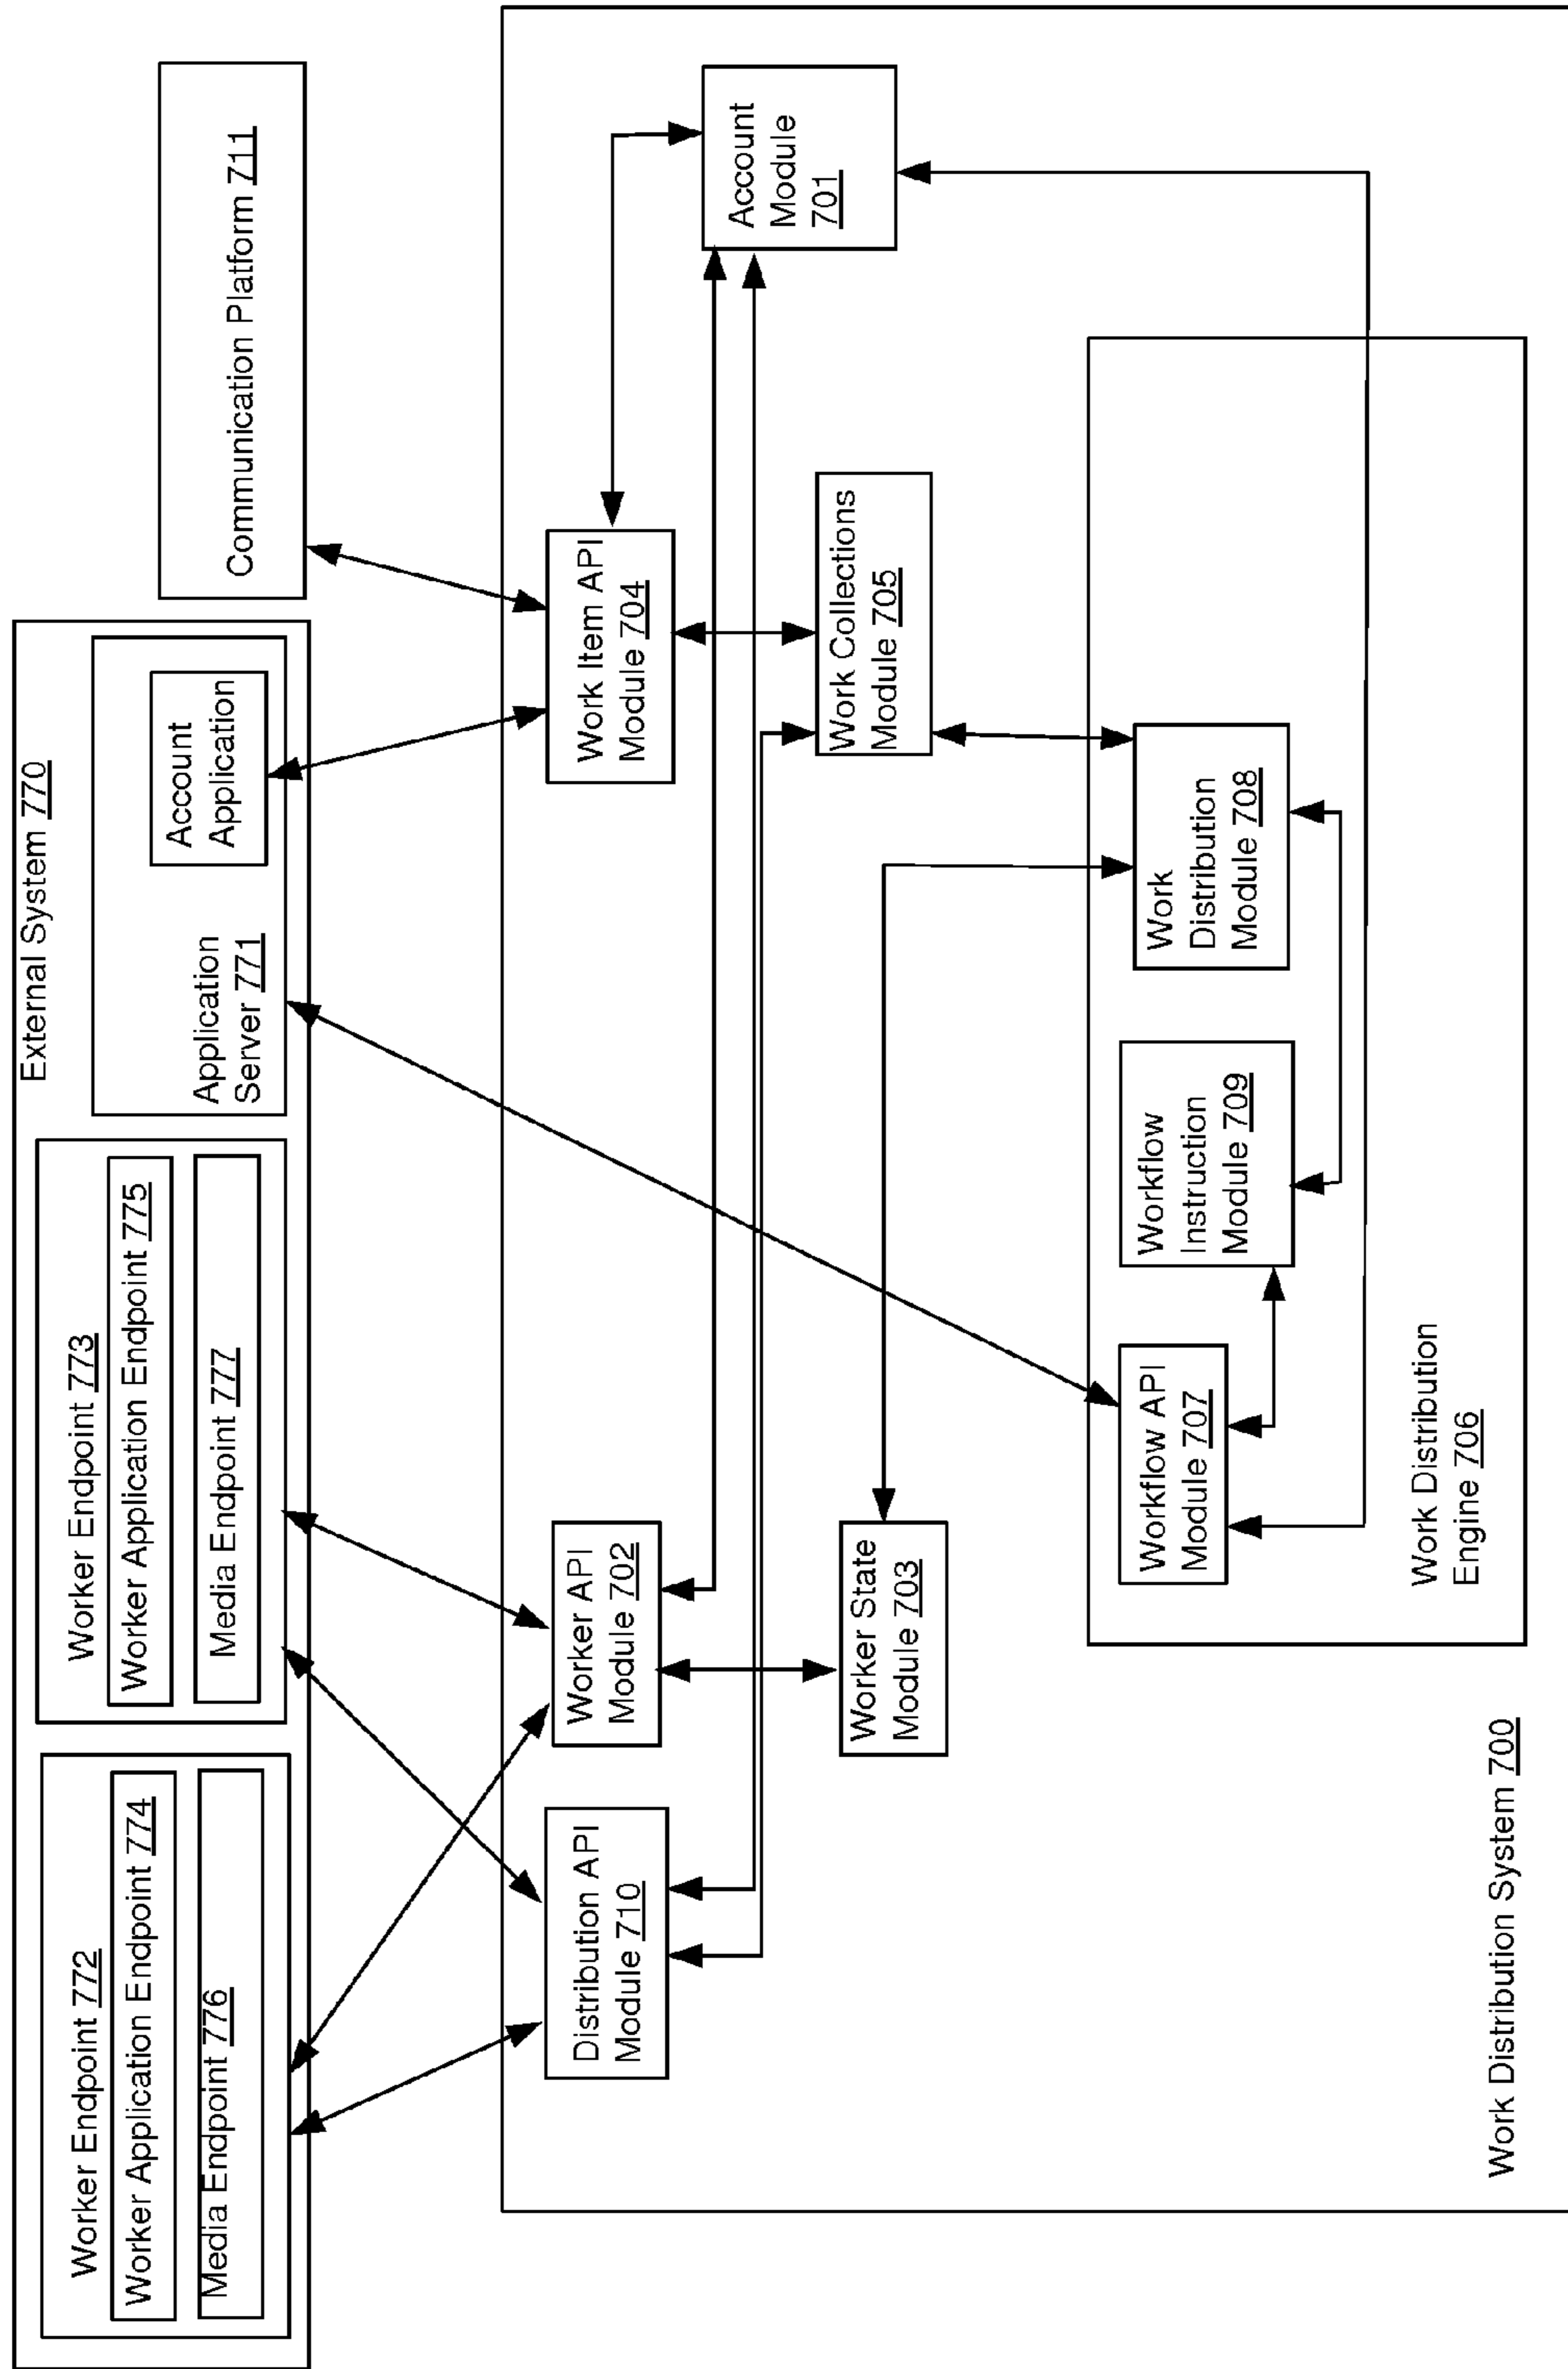 External System 770
Worker Endpoint 772
Worker Application Endpoint 774
Media Endpoint 776
Worker Endpoint 773
Worker Application Endpoint 775
Media Endpoint 777
Application
Server 771
Account
Application
Communication Platform 711
Distribution API
Module 710
Worker API
Module 702
Work Item API
Module 704
Account
Module
701
Worker State
Module 703
Work Collections
Module 705
Workflow API
Module 707
Workflow
Instruction
Module 709
Work
Distribution
Module 708
Work Distribution
Engine 706
Work Distribution System 700